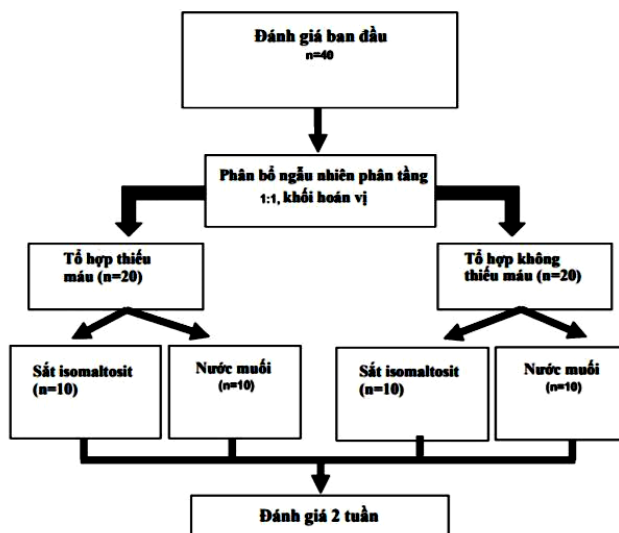 Đánh giá ban đầu
n=40
Phân bổ ngẫu nhiên phân tầng
1:1, khối hoán vị
Tổ hợp thiếu
máu (n=20)
Tổ hợp không
thiếu máu (n=20)
Sắt isomaltosit
(n=10)
Nước muối
(n=10)
Sắt isomaltosit
(n=10)
Nước muối
(n=10)
Đánh giá 2 tuần